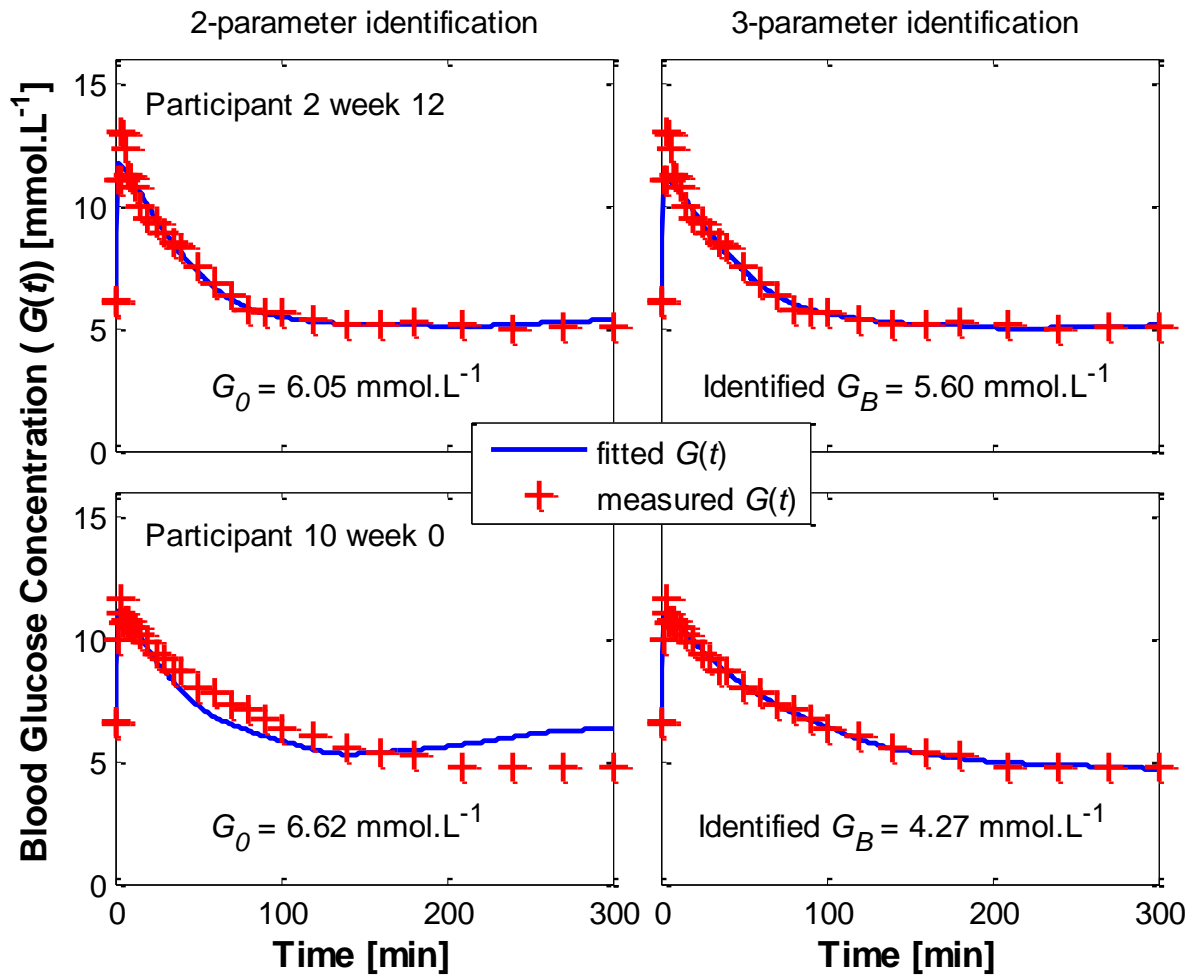 2-parameter identification
3-parameter identification
Blood Glucose Concentration ( G(t)) [mmol.L⁻¹]
15
10
5
0
Participant 2 week 12
G₀ = 6.05 mmol.L⁻¹
Identified G_B = 5.60 mmol.L⁻¹
fitted G(t)
measured G(t)
15
10
5
0
Participant 10 week 0
G₀ = 6.62 mmol.L⁻¹
Identified G_B = 4.27 mmol.L⁻¹
0 100 200 300
0 100 200 300
Time [min]
Time [min]